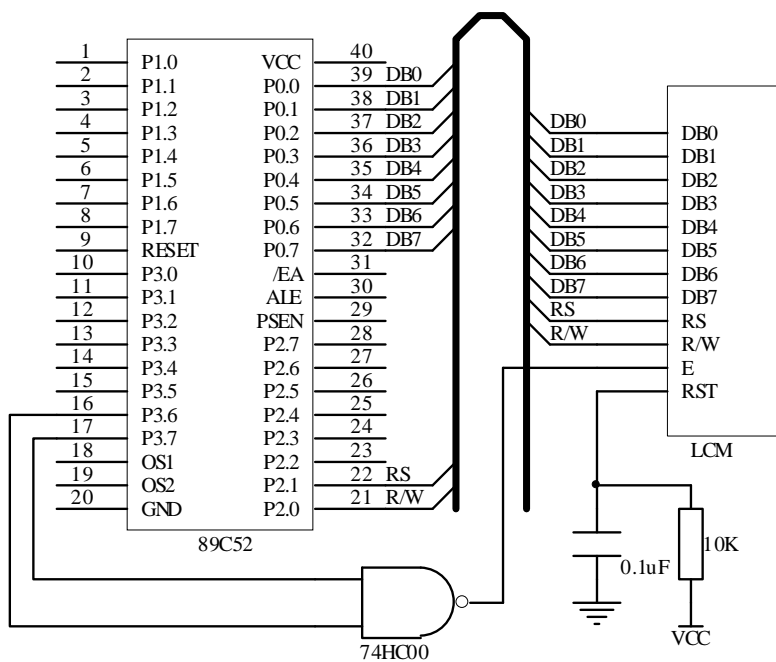 1 P1.0 VCC 40
2 P1.1 P0.0 39 DB0
3 P1.2 P0.1 38 DB1
4 P1.3 P0.2 37 DB2
5 P1.4 P0.3 36 DB3
6 P1.5 P0.4 35 DB4
7 P1.6 P0.5 34 DB5
8 P1.7 P0.6 33 DB6
9 RESET P0.7 32 DB7
10 P3.0 /EA 31
11 P3.1 ALE 30
12 P3.2 PSEN 29
13 P3.3 P2.7 28
14 P3.4 P2.6 27
15 P3.5 P2.5 26
16 P3.6 P2.4 25
17 P3.7 P2.3 24
18 OS1 P2.2 23
19 OS2 P2.1 22 RS
20 GND P2.0 21 R/W
89C52
DB0 DB0
DB1 DB1
DB2 DB2
DB3 DB3
DB4 DB4
DB5 DB5
DB6 DB6
DB7 DB7
RS RS
R/W R/W
E
RST
LCM
0.1uF
10K
VCC
74HC00